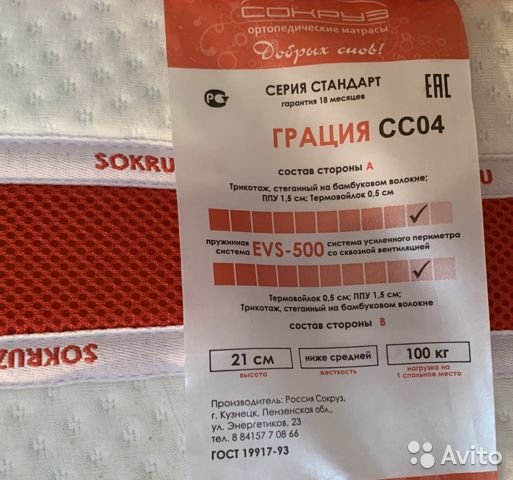 СОКРУЗ
ортопедические матрасы
Добрых снов!
РС
СЕРИЯ СТАНДАРТ
гарантия 18 месяцев
EAC
ГРАЦИЯ СС04
состав стороны А
Трикотаж, стеганный на бамбуковом волокне;
ППУ 1,5 см; Термовойлок 0,5 см
пружинная система EVS-500 система усиленного периметра со сквозной вентиляцией
Термовойлок 0,5 см; ППУ 1,5 см;
Трикотаж, стеганный на бамбуковом волокне
состав стороны В
21 см
высота
ниже средней
жесткость
100 кг
нагрузка на
1 спальное место
Производитель: Россия Сокруз,
г. Кузнецк, Пензенская обл.,
ул. Энергетиков, 23
тел. 8 84157 7 08 66
ГОСТ 19917-93
SOKRU
U
SOKRUZ
Avito